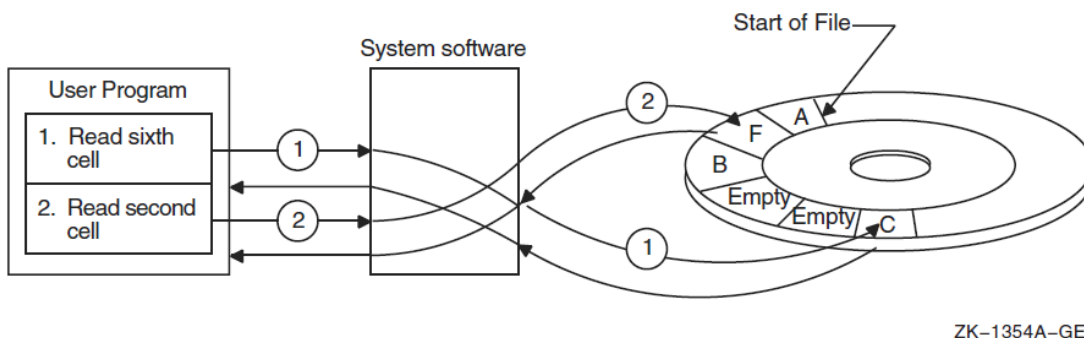 Start of File
System software
User Program
1. Read sixth
cell
2. Read second
cell
1
2
2
1
A
F
B
Empty
Empty
C
ZK–1354A–GE